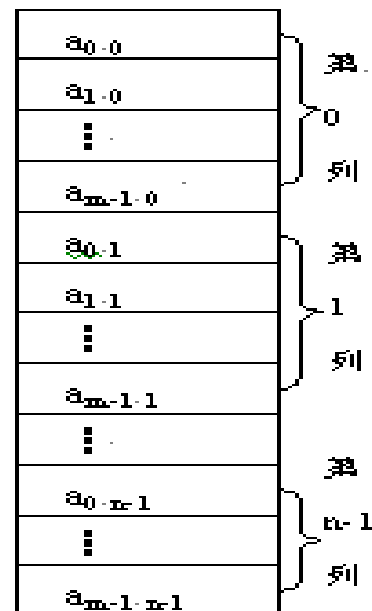 a0-0
a1-0
⋮
am-1-0
第
0
列
a0-1
a1-1
⋮
am-1-1
第
1
列
⋮
a0-n-1
⋮
am-1-n-1
第
n-1
列